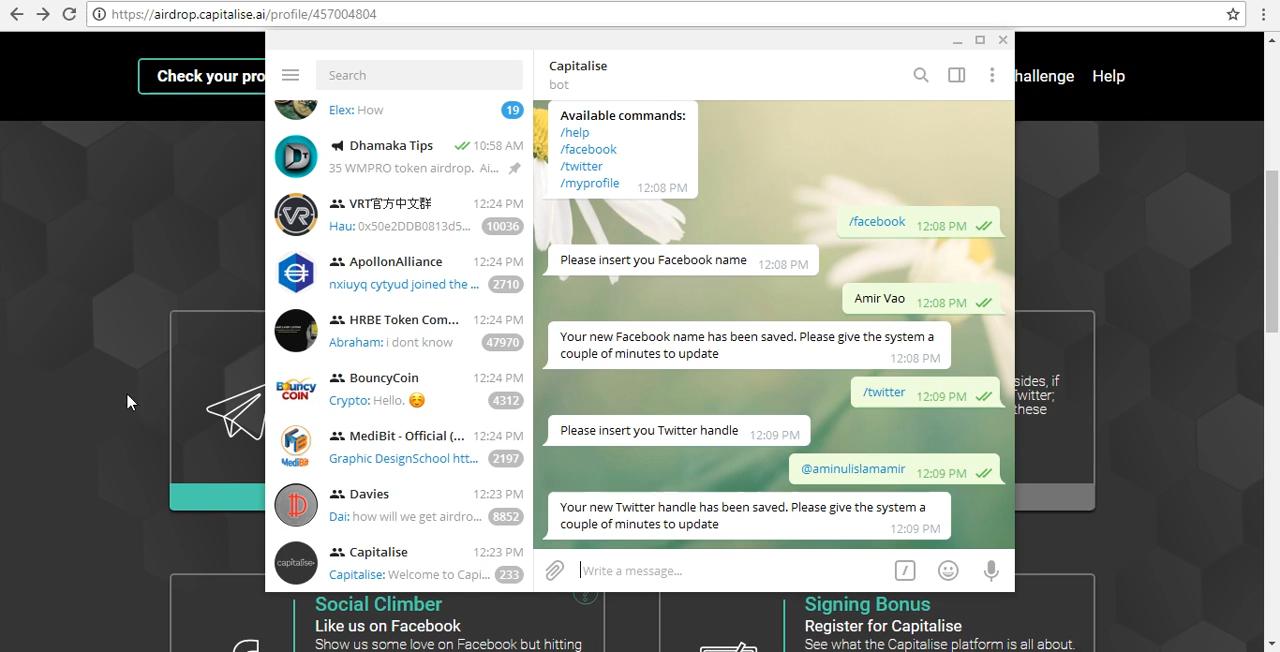 https://airdrop.capitalise.ai/profile/457004804
Check your pro
hallenge Help
Search
Elex: How
19
Dhamaka Tips 10:58 AM
35 WMPRO token airdrop. Ai...
VRT官方中文群 12:24 PM
Hau: 0x50e2DDB0813d5... 10036
ApollonAlliance 12:24 PM
nxiuyq cytyud joined the ... 2710
HRBE Token Com... 12:24 PM
Abraham: i dont know 47970
BouncyCoin 12:24 PM
Crypto: Hello. 😊 4312
BOUNCY
COIN
MediBit - Official (... 12:24 PM
Graphic DesignSchool htt... 2197
MediBit
Davies 12:23 PM
Dai: how will we get airdro... 8852
Capitalise 12:23 PM
Capitalise: Welcome to Capi... 233
capitalise
Capitalise
bot
Available commands:
/help
/facebook
/twitter
/myprofile 12:08 PM
/facebook 12:08 PM
Please insert you Facebook name 12:08 PM
Amir Vao 12:08 PM
Your new Facebook name has been saved. Please give the system a
couple of minutes to update
12:08 PM
/twitter 12:09 PM
Please insert you Twitter handle 12:09 PM
@aminulislamamir 12:09 PM
Your new Twitter handle has been saved. Please give the system a
couple of minutes to update
12:09 PM
Write a message...
sides, if
witter;
these
Social Climber
Like us on Facebook
Show us some love on Facebook but hitting
Signing Bonus
Register for Capitalise
See what the Capitalise platform is all about.